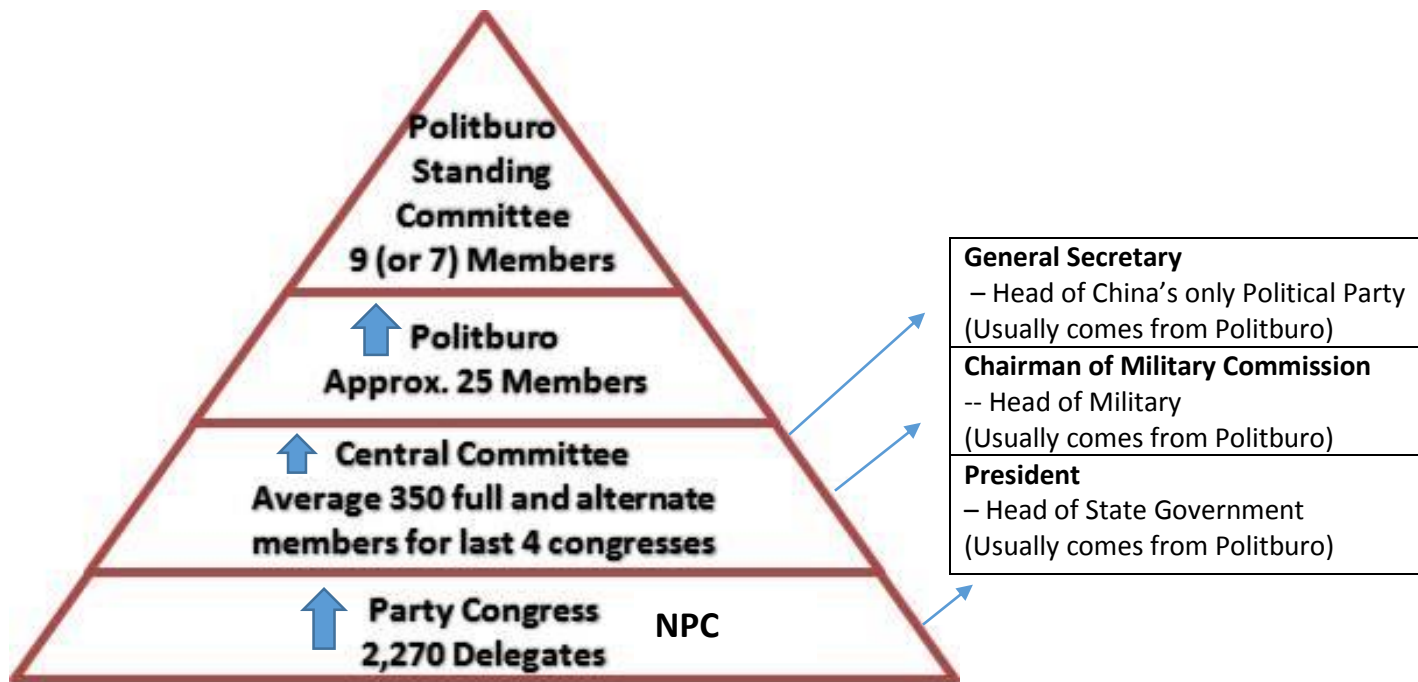 Politburo
Standing
Committee
9 (or 7) Members
Politburo
Approx. 25 Members
Central Committee
Average 350 full and alternate
members for last 4 congresses
Party Congress
2,270 Delegates
NPC
General Secretary
– Head of China's only Political Party
(Usually comes from Politburo)
Chairman of Military Commission
-- Head of Military
(Usually comes from Politburo)
President
– Head of State Government
(Usually comes from Politburo)